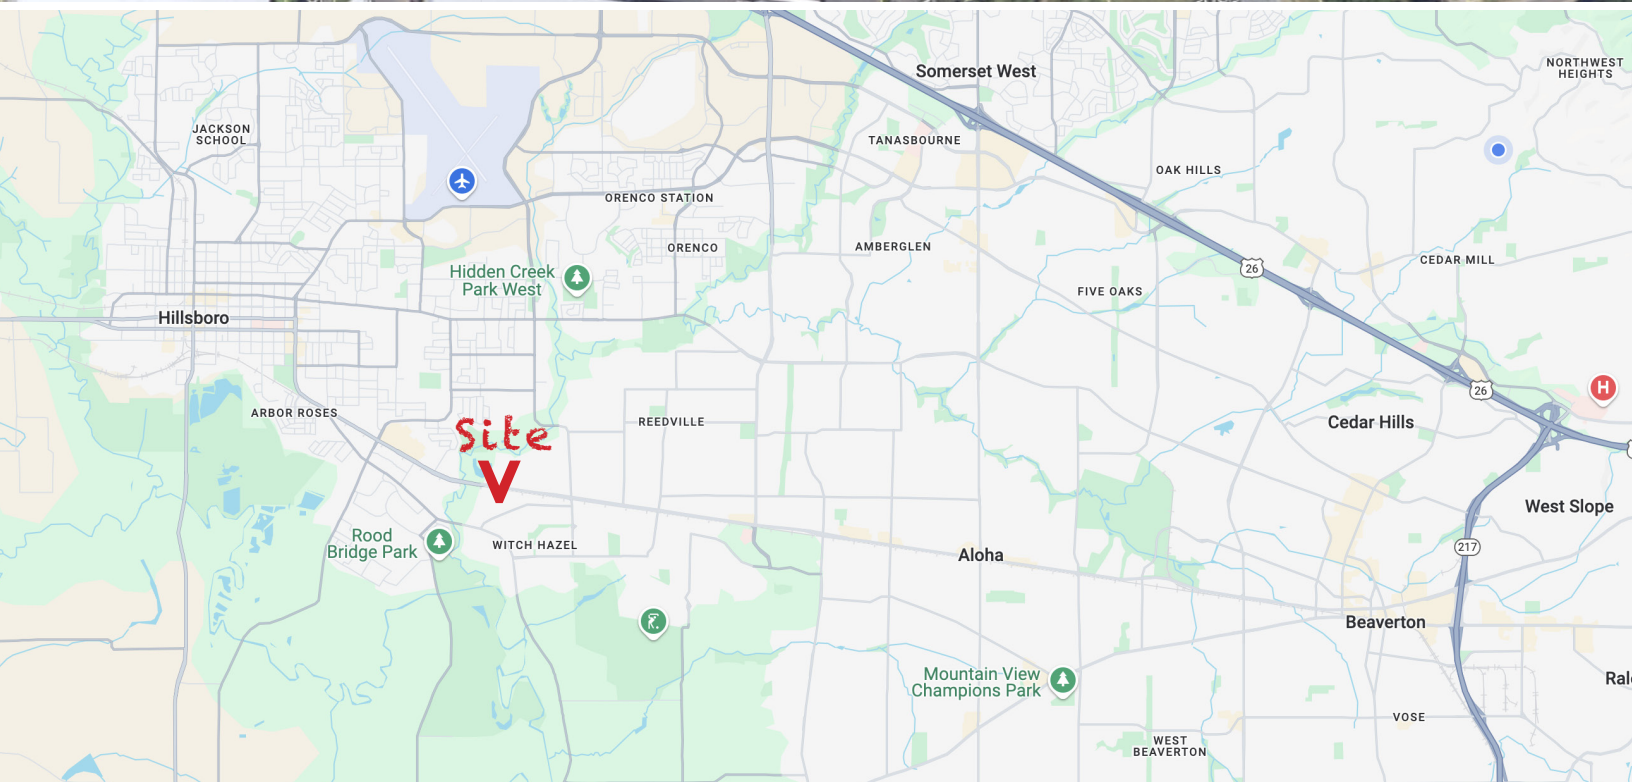 Somerset West
NORTHWEST
HEIGHTS
JACKSON
SCHOOL
TANASBOURNE
OAK HILLS
ORENCO STATION
ORENCO
AMBERGLEN
CEDAR MILL
Hidden Creek
Park West
26
FIVE OAKS
Hillsboro
26
H
ARBOR ROSES
REEDVILLE
Cedar Hills
Site
V
West Slope
Rood
Bridge Park
WITCH HAZEL
Aloha
217
Beaverton
Mountain View
Champions Park
Rale
VOSE
WEST
BEAVERTON